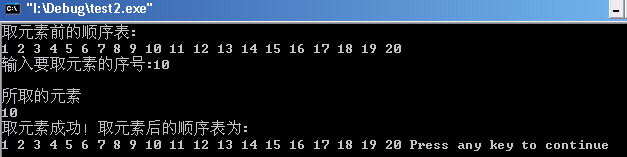 "I:\Debug\test2.exe"
取元素前的顺序表:
1 2 3 4 5 6 7 8 9 10 11 12 13 14 15 16 17 18 19 20
输入要取元素的序号:10
所取的元素
10
取元素成功! 取元素后的顺序表为:
1 2 3 4 5 6 7 8 9 10 11 12 13 14 15 16 17 18 19 20 Press any key to continue